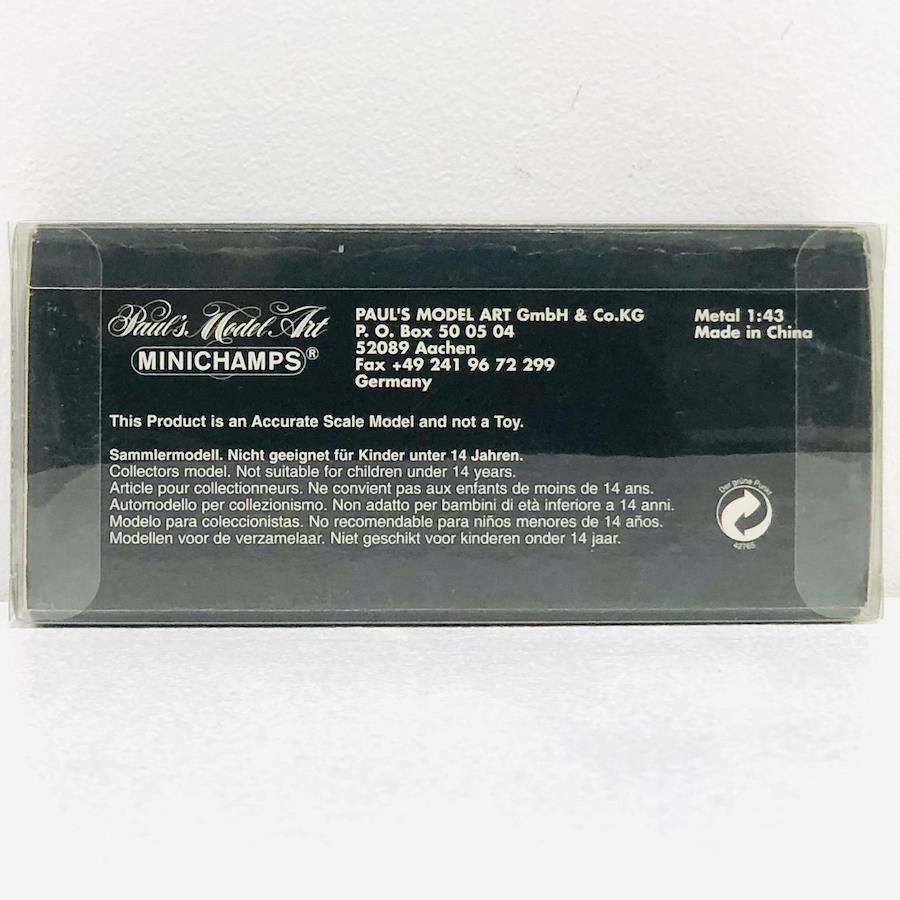 Paul's Model Art
MINICHAMPS®
PAUL'S MODEL ART GmbH & Co.KG
P. O. Box 50 05 04
52089 Aachen
Fax +49 241 96 72 299
Germany
Metal 1:43
Made in China
This Product is an Accurate Scale Model and not a Toy.
Sammlermodell. Nicht geeignet für Kinder unter 14 Jahren.
Collectors model. Not suitable for children under 14 years.
Article pour collectionneurs. Ne convient pas aux enfants de moins de 14 ans.
Automodello per collezionismo. Non adatto per bambini di età inferiore a 14 anni.
Modelo para coleccionistas. No recomendable para niños menores de 14 años.
Modellen voor de verzamelaar. Niet geschikt voor kinderen onder 14 jaar.
Der grüne Punkt
42765